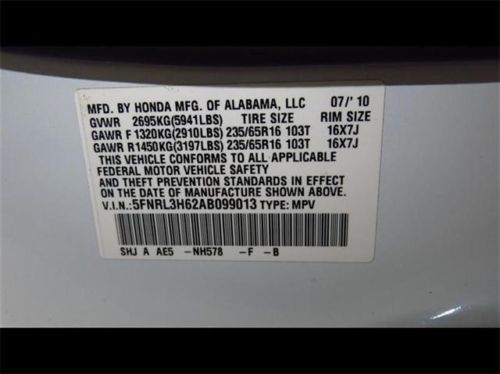 MFD. BY HONDA MFG. OF ALABAMA, LLC 07/' 10
GVWR 2695KG(5941LBS) TIRE SIZE RIM SIZE
GAWR F 1320KG(2910LBS) 235/65R16 103T 16X7J
GAWR R1450KG(3197LBS) 235/65R16 103T 16X7J
THIS VEHICLE CONFORMS TO ALL APPLICABLE
FEDERAL MOTOR VEHICLE SAFETY
AND THEFT PREVENTION STANDARDS IN EFFECT
ON THE DATE OF MANUFACTURE SHOWN ABOVE.
V.I.N.:5FNRL3H62AB099013 TYPE: MPV
SHJ A AE5 -NH578 -F -B